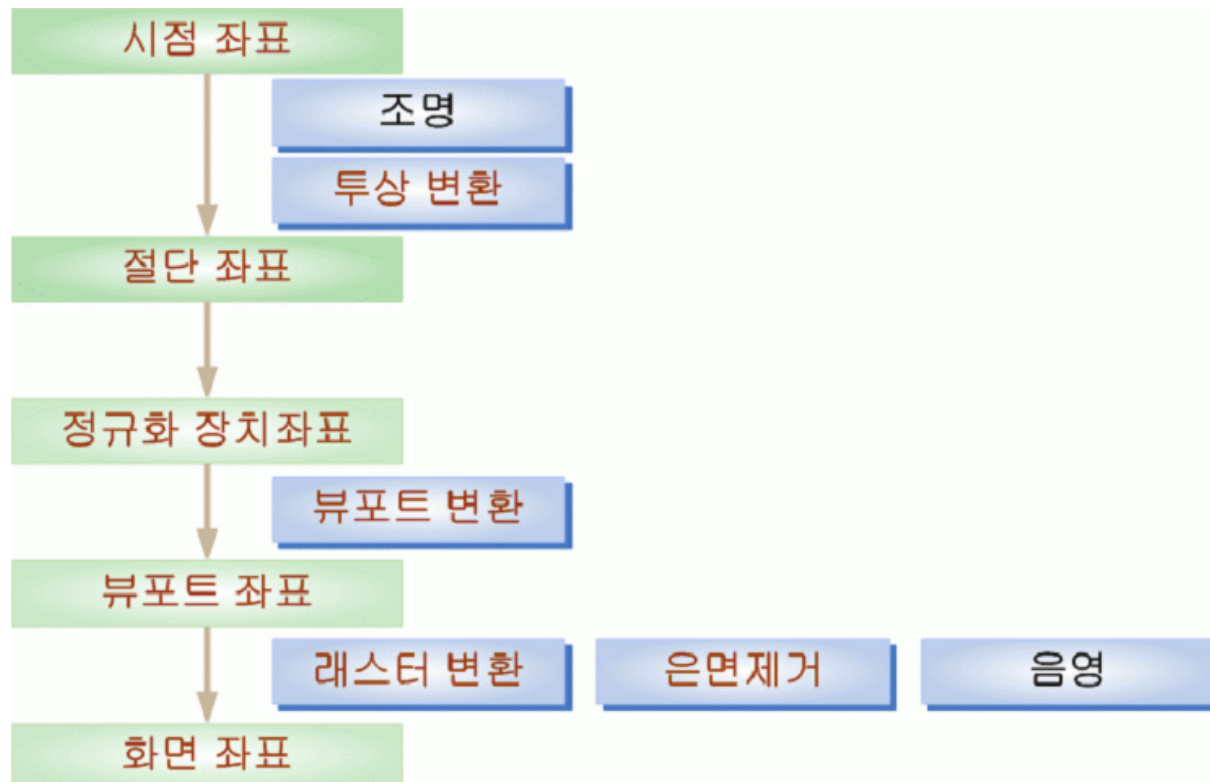 시점 좌표
조명
투상 변환
절단 좌표
정규화 장치좌표
뷰포트 변환
뷰포트 좌표
래스터 변환 은면제거 음영
화면 좌표